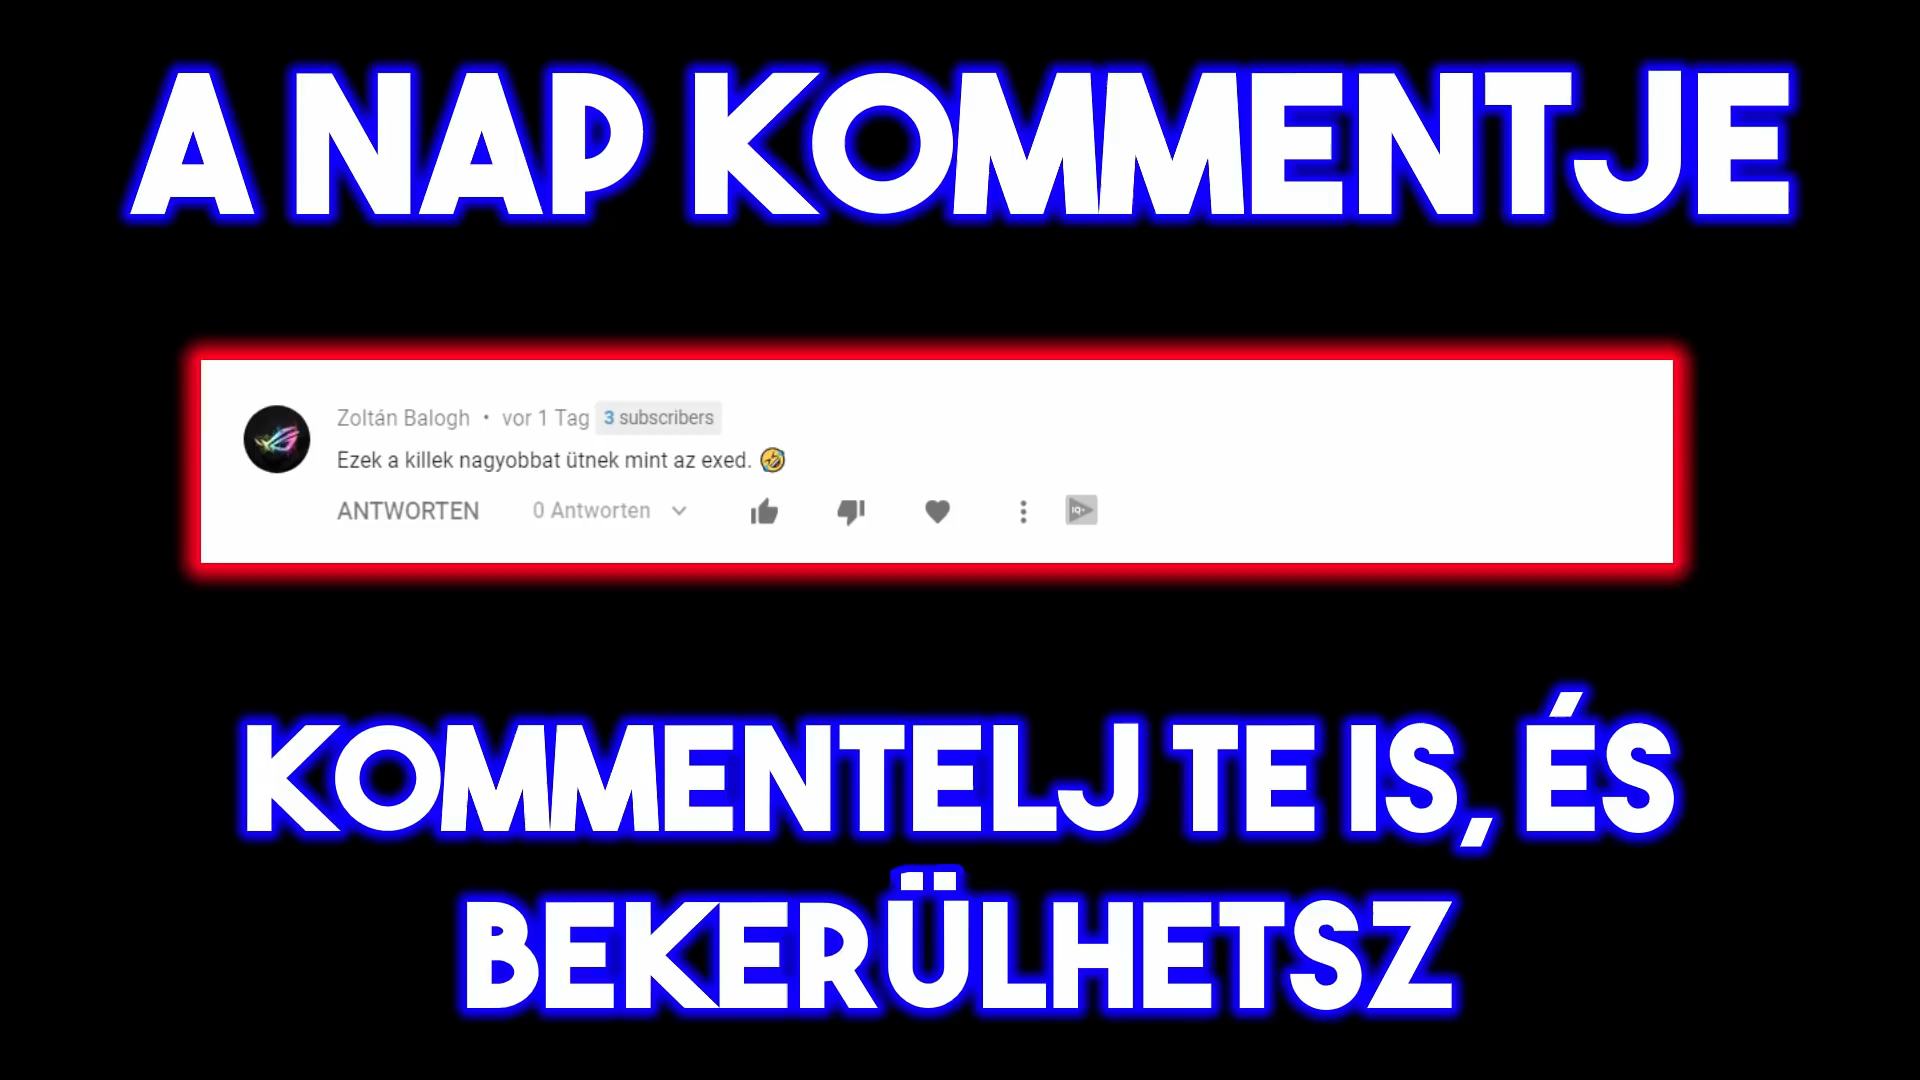 A NAP KOMMENTJE
Zoltán Balogh • vor 1 Tag 3 subscribers
Ezek a killek nagyobbat ütnek mint az exed. 🤣
ANTWORTEN 0 Antworten IQ
KOMMENTELJ TE IS, ÉS
BEKERÜLHETSZ